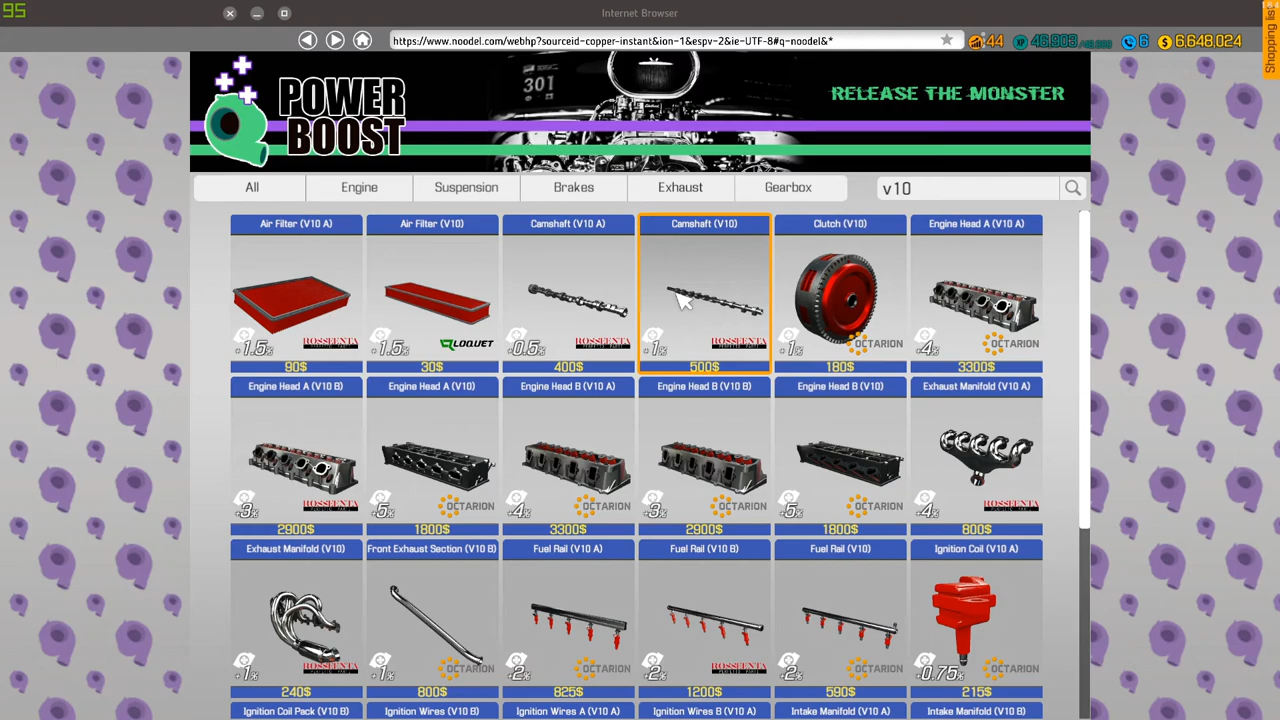 95
Internet Browser
https://www.noodel.com/webhp?sourceid-copper-instant&ion-1&espv-2&ie-UTF-8#q-noodel&*
44
46,903
6
$ 6,648,024
Shopping list
POWER
BOOST
301
RELEASE THE MONSTER
All
Engine
Suspension
Brakes
Exhaust
Gearbox
v10
Air Filter (V10 A)
Air Filter (V10)
Camshaft (V10 A)
Camshaft (V10)
Clutch (V10)
Engine Head A (V10 A)
+1.5%
+1.5%
LOQUET
+0.5%
+1%
+1%
OCTARION
+4%
OCTARION
90$
30$
400$
500$
180$
3300$
Engine Head A (V10 B)
Engine Head A (V10)
Engine Head B (V10 A)
Engine Head B (V10 B)
Engine Head B (V10)
Exhaust Manifold (V10 A)
+3%
+5%
OCTARION
+4%
OCTARION
+3%
OCTARION
+5%
OCTARION
+4%
2900$
1800$
3300$
2900$
1800$
800$
Exhaust Manifold (V10)
Front Exhaust Section (V10 B)
Fuel Rail (V10 A)
Fuel Rail (V10 B)
Fuel Rail (V10)
Ignition Coil (V10 A)
+1%
+1%
OCTARION
+2%
OCTARION
+2%
+2%
OCTARION
+0.75%
OCTARION
240$
800$
825$
1200$
590$
215$
Ignition Coil Pack (V10 B)
Ignition Wires (V10 B)
Ignition Wires A (V10 A)
Ignition Wires B (V10 A)
Intake Manifold (V10 A)
Intake Manifold (V10 B)